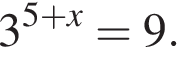 3^{5+x} = 9.